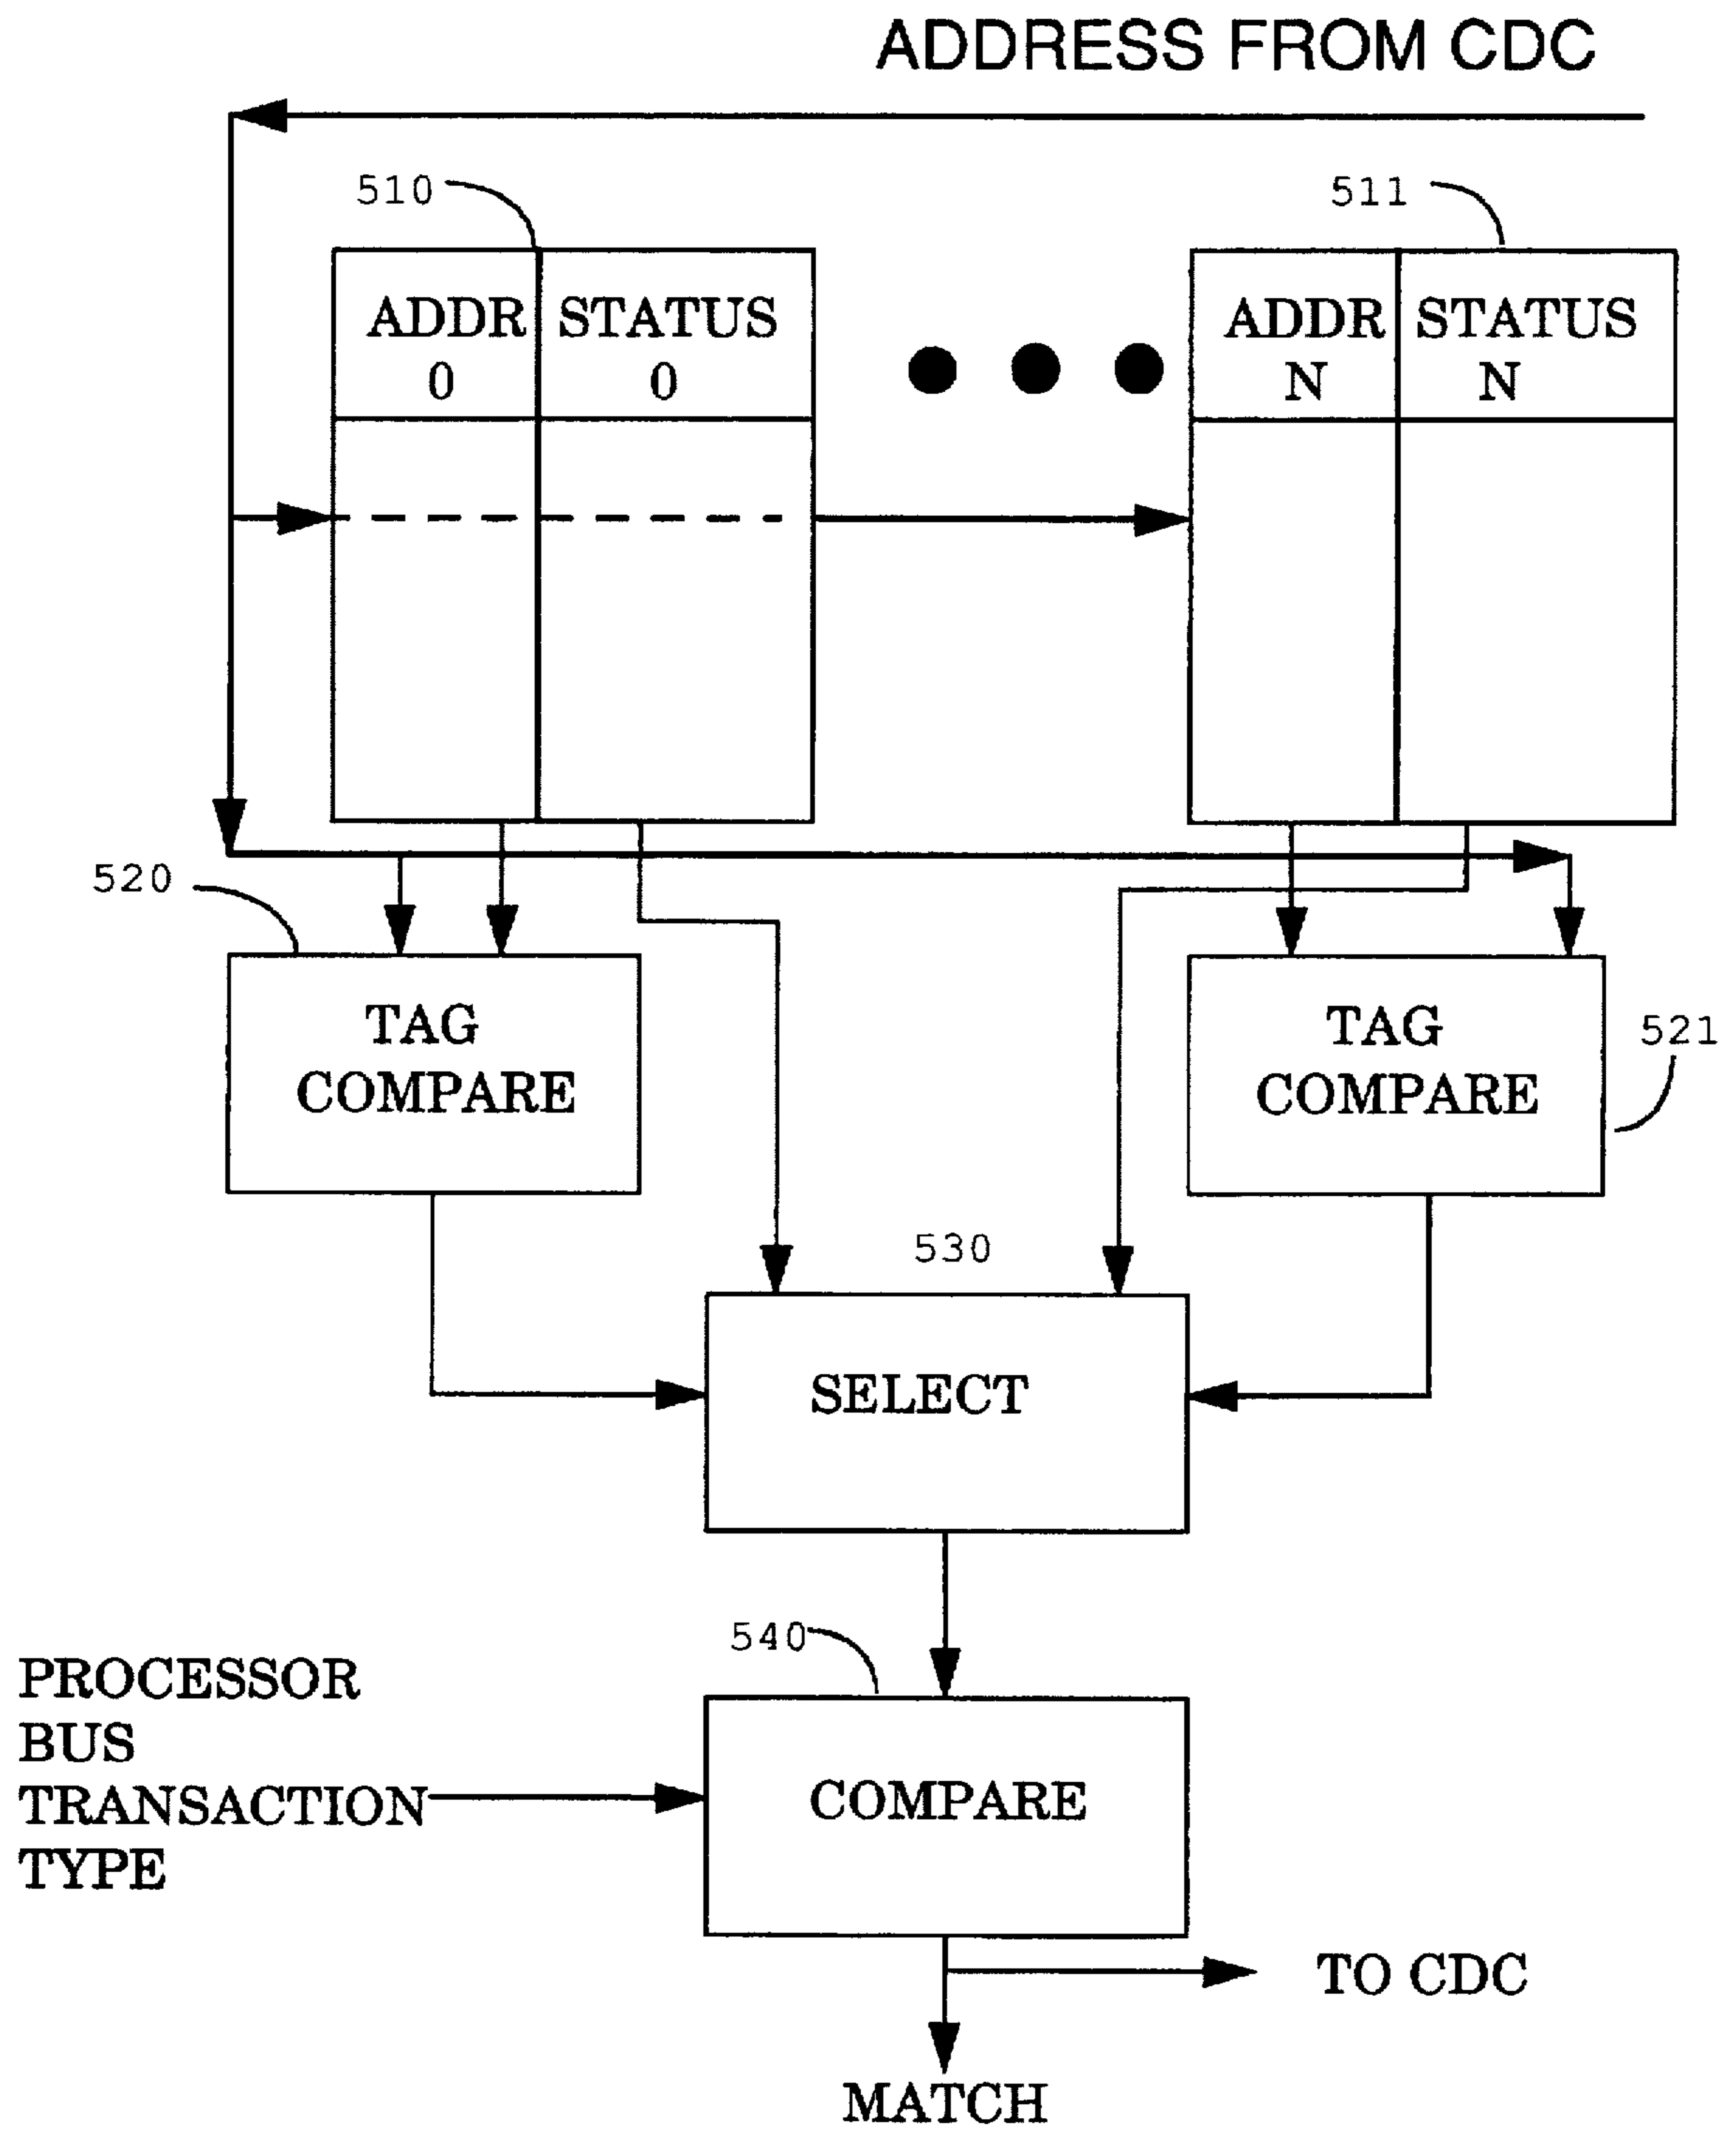 ADDRESS FROM CDC
510
511
ADDR
0
STATUS
0
ADDR
N
STATUS
N
520
TAG
COMPARE
TAG
COMPARE
521
530
SELECT
540
PROCESSOR
BUS
TRANSACTION
TYPE
COMPARE
TO CDC
MATCH